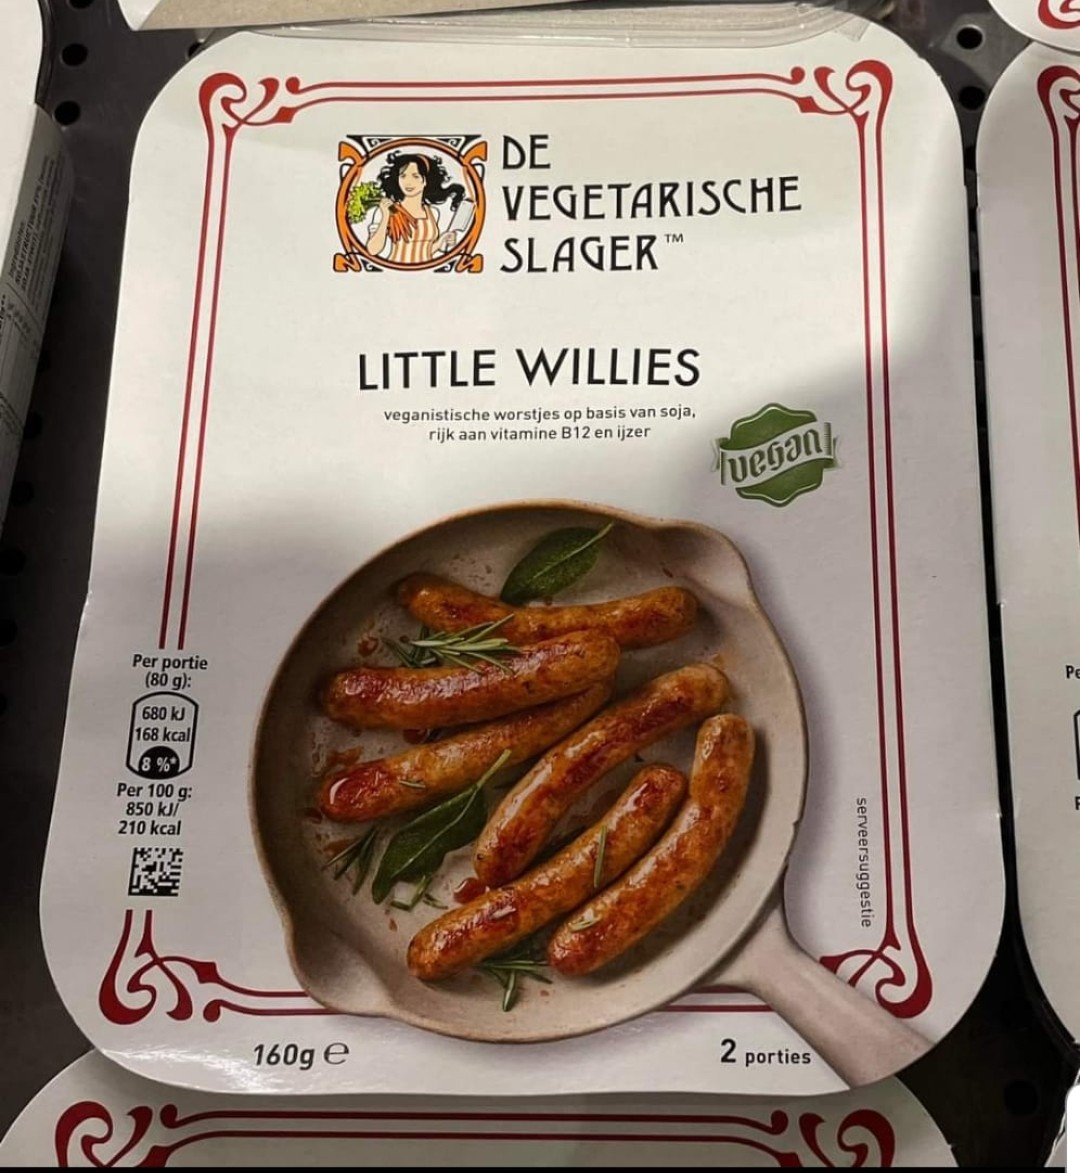 DE
VEGETARISCHE
SLAGER™
LITTLE WILLIES
veganistische worstjes op basis van soja,
rijk aan vitamine B12 en ijzer
vegan
Per portie
(80 g):
680 kJ
168 kcal
8 %*
Per 100 g:
850 kJ/
210 kcal
serveersuggestie
160g e
2 porties